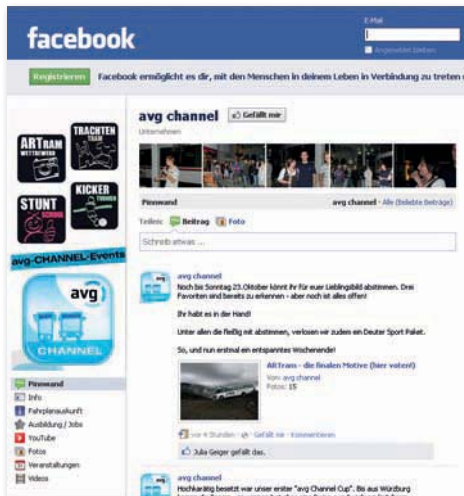 facebook
E-Mail
Angemeldet bleiben
Registrieren
Facebook ermöglicht es dir, mit den Menschen in deinem Leben in Verbindung zu treten
avg channel
Gefällt mir
Unternehmen
ARTram
WETTBEWERB
TRACHTEN
TRAM
STUNT
SCHOOL
KICKER
TURNIER
avg-CHANNEL-Events
avg
CHANNEL
Pinnwand
Info
Fahrplanauskunft
Ausbildung / Jobs
YouTube
Fotos
Veranstaltungen
Videos
Pinnwand
avg channel · Alle (Beliebte Beiträge)
Teilen: Beitrag Foto
Schreib etwas ...
avg channel
Noch bis Sonntag 23.Oktober könnt ihr für euer Lieblingsbild abstimmen. Drei
Favoriten sind bereits zu erkennen - aber noch ist alles offen!
Ihr habt es in der Hand!
Unter allen die fleißig mit abstimmen, verlosen wir zudem ein Deuter Sport Paket.
So, und nun erstmal ein entspanntes Wochenende!
ARTram - die finalen Motive (hier voten!)
Von: avg channel
Fotos: 15
vor 4 Stunden · Gefällt mir · Kommentieren
Julia Geiger gefällt das.
avg channel
Hochkarätig besetzt war unser erster "avg Channel Cup". Bis aus Würzburg